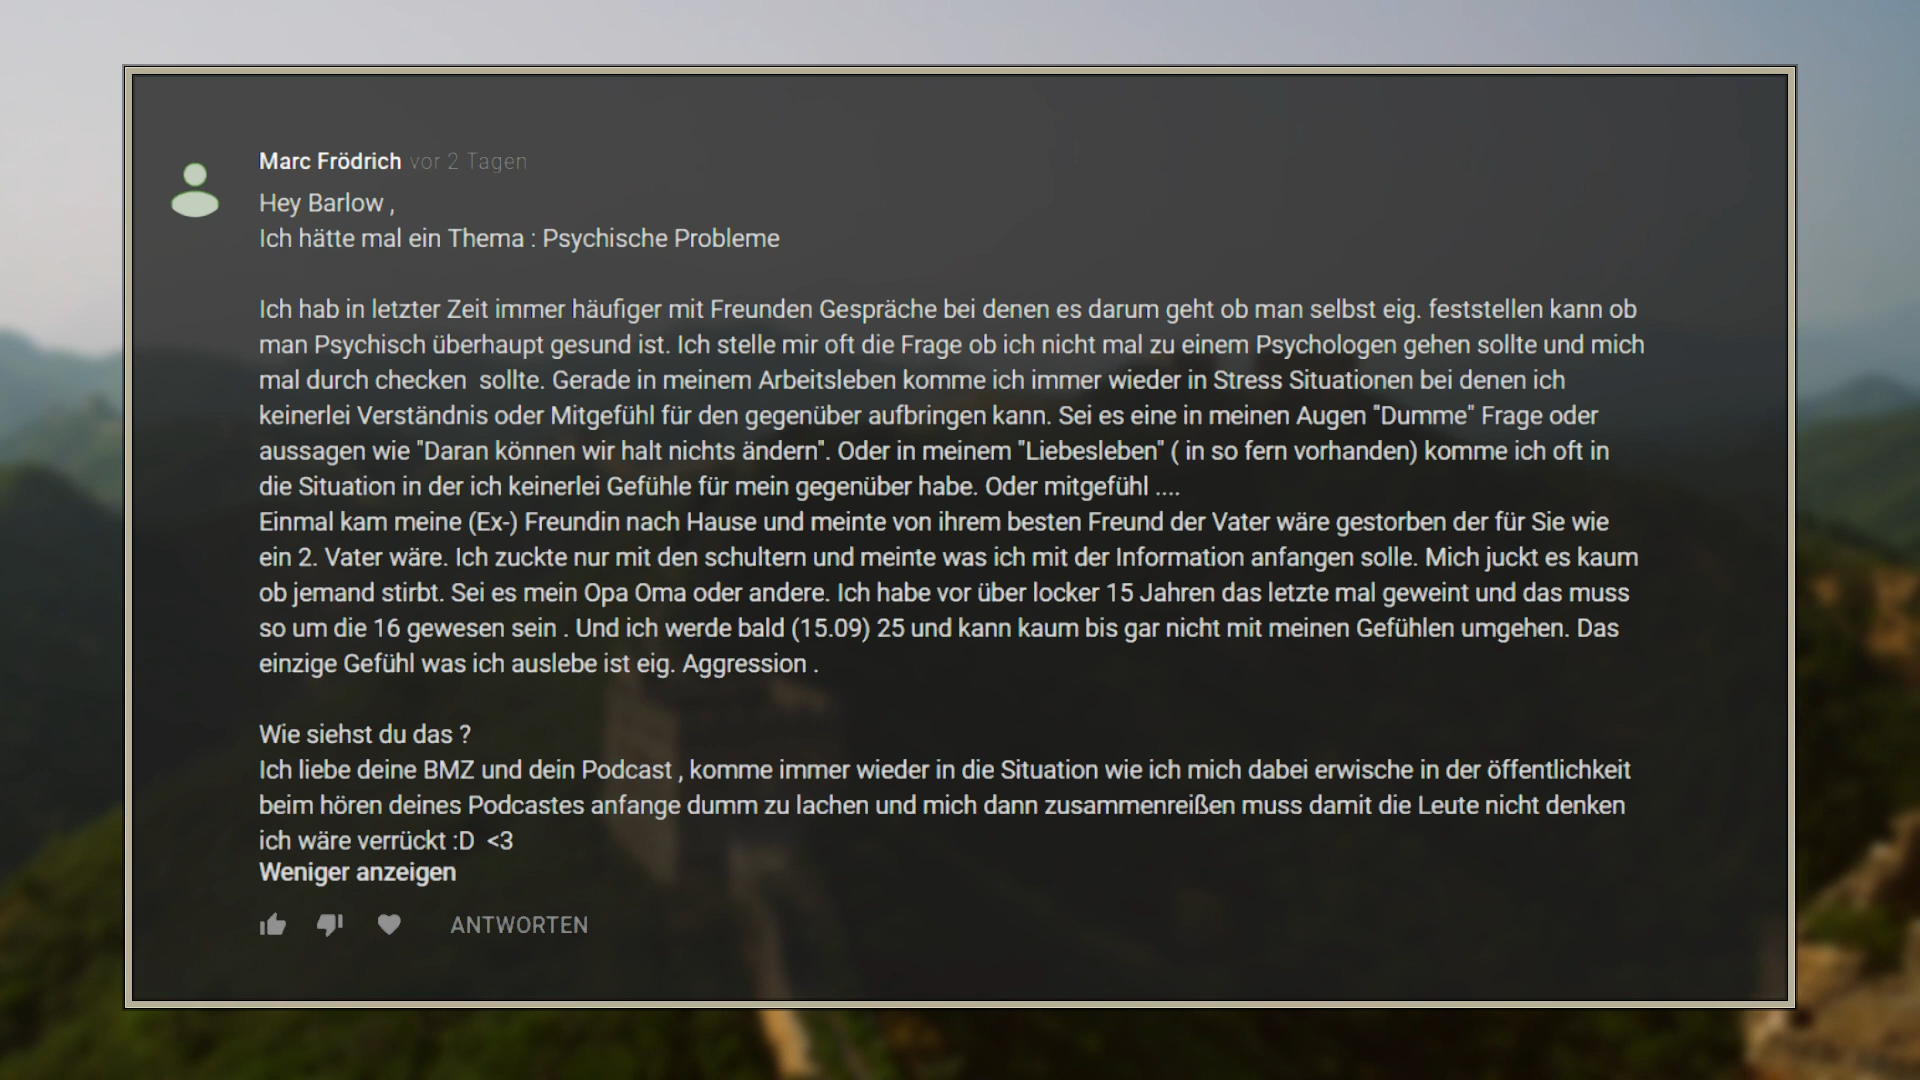 Marc Frödrich vor 2 Tagen
Hey Barlow ,
Ich hätte mal ein Thema : Psychische Probleme
Ich hab in letzter Zeit immer häufiger mit Freunden Gespräche bei denen es darum geht ob man selbst eig. feststellen kann ob
man Psychisch überhaupt gesund ist. Ich stelle mir oft die Frage ob ich nicht mal zu einem Psychologen gehen sollte und mich
mal durch checken  sollte. Gerade in meinem Arbeitsleben komme ich immer wieder in Stress Situationen bei denen ich
keinerlei Verständnis oder Mitgefühl für den gegenüber aufbringen kann. Sei es eine in meinen Augen "Dumme" Frage oder
aussagen wie "Daran können wir halt nichts ändern". Oder in meinem "Liebesleben" ( in so fern vorhanden) komme ich oft in
die Situation in der ich keinerlei Gefühle für mein gegenüber habe. Oder mitgefühl ....
Einmal kam meine (Ex-) Freundin nach Hause und meinte von ihrem besten Freund der Vater wäre gestorben der für Sie wie
ein 2. Vater wäre. Ich zuckte nur mit den schultern und meinte was ich mit der Information anfangen solle. Mich juckt es kaum
ob jemand stirbt. Sei es mein Opa Oma oder andere. Ich habe vor über locker 15 Jahren das letzte mal geweint und das muss
so um die 16 gewesen sein . Und ich werde bald (15.09) 25 und kann kaum bis gar nicht mit meinen Gefühlen umgehen. Das
einzige Gefühl was ich auslebe ist eig. Aggression .
Wie siehst du das ?
Ich liebe deine BMZ und dein Podcast , komme immer wieder in die Situation wie ich mich dabei erwische in der öffentlichkeit
beim hören deines Podcastes anfange dumm zu lachen und mich dann zusammenreißen muss damit die Leute nicht denken
ich wäre verrückt :D  <3
Weniger anzeigen
ANTWORTEN